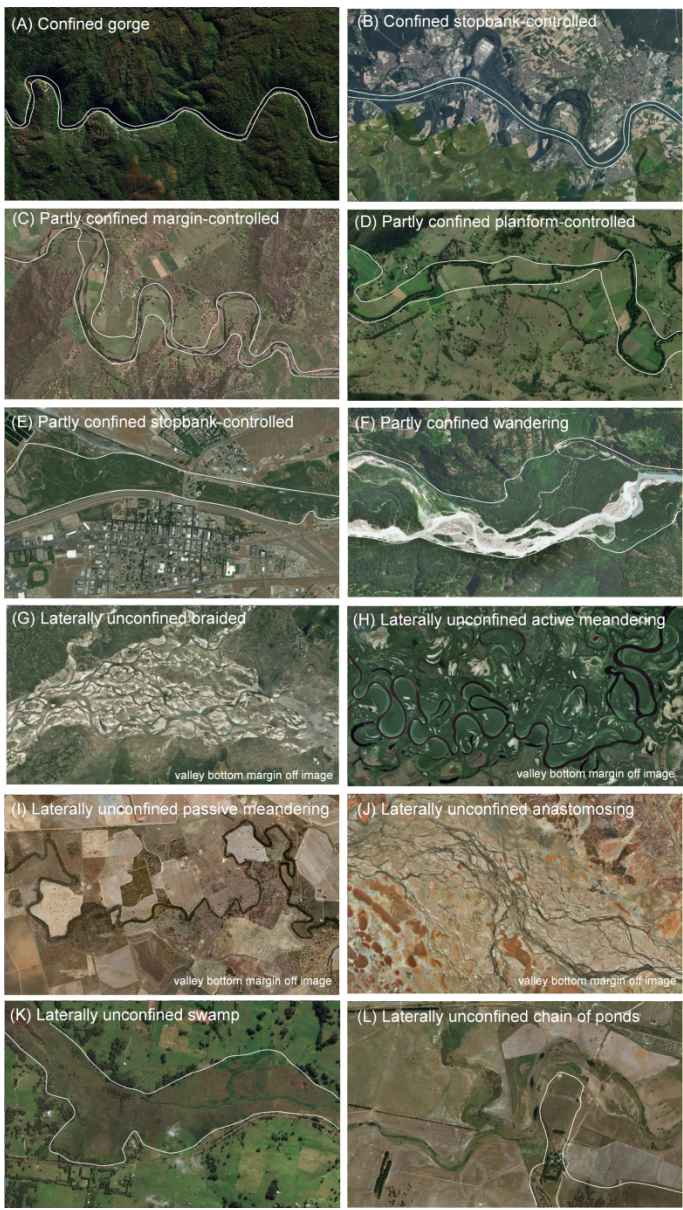 (A) Confined gorge
(B) Confined stopbank-controlled
(C) Partly confined margin-controlled
(D) Partly confined planform-controlled
(E) Partly confined stopbank-controlled
(F) Partly confined wandering
(G) Laterally unconfined braided
valley bottom margin off image
(H) Laterally unconfined active meandering
valley bottom margin off image
(I) Laterally unconfined passive meandering
valley bottom margin off image
(J) Laterally unconfined anastomosing
valley bottom margin off image
(K) Laterally unconfined swamp
(L) Laterally unconfined chain of ponds